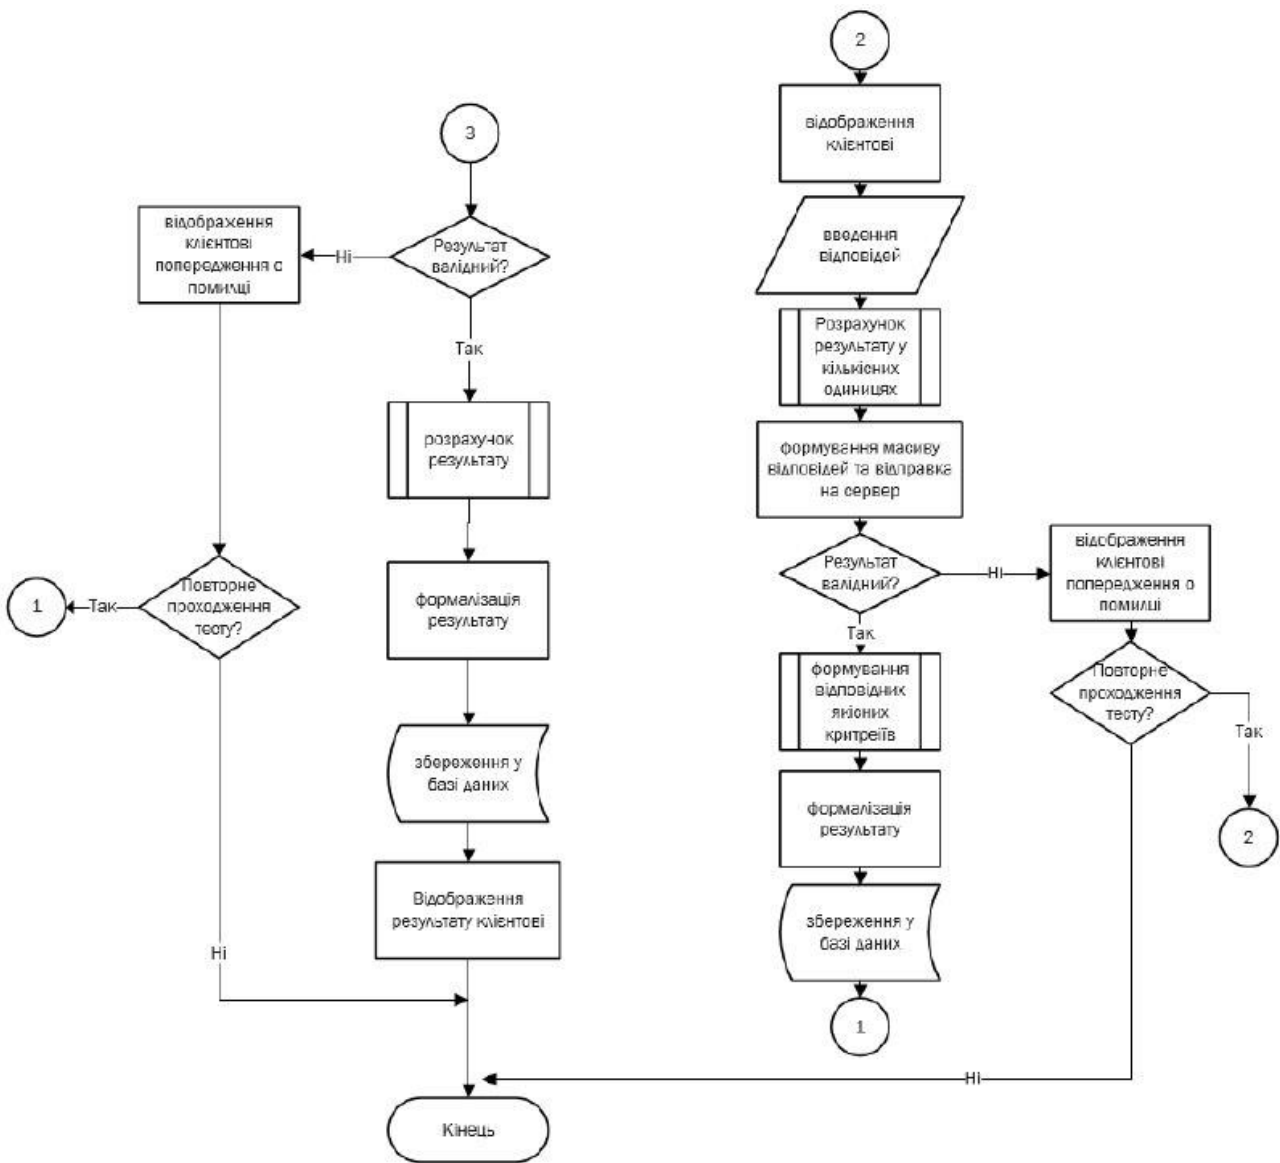 3
Результат
валідний?
Ні
відображення
клієнтові
попередження о
помилці
Повторне
проходження
тесту?
Так
1
Ні
Так
розрахунок
результату
формалізація
результату
збереження у
базі даних
Відображення
результату клієнтові
Кінець
2
відображення
клієнтові
введення
відповідей
Розрахунок
результату у
кількісних
одиницях
формування масиву
відповідей та відправка
на сервер
Результат
валідний?
Ні
відображення
клієнтові
попередження о
помилці
Повторне
проходження
тесту?
Так
2
Ні
Так
формування
відповідних
якісних
критреіїв
формалізація
результату
збереження у
базі даних
1